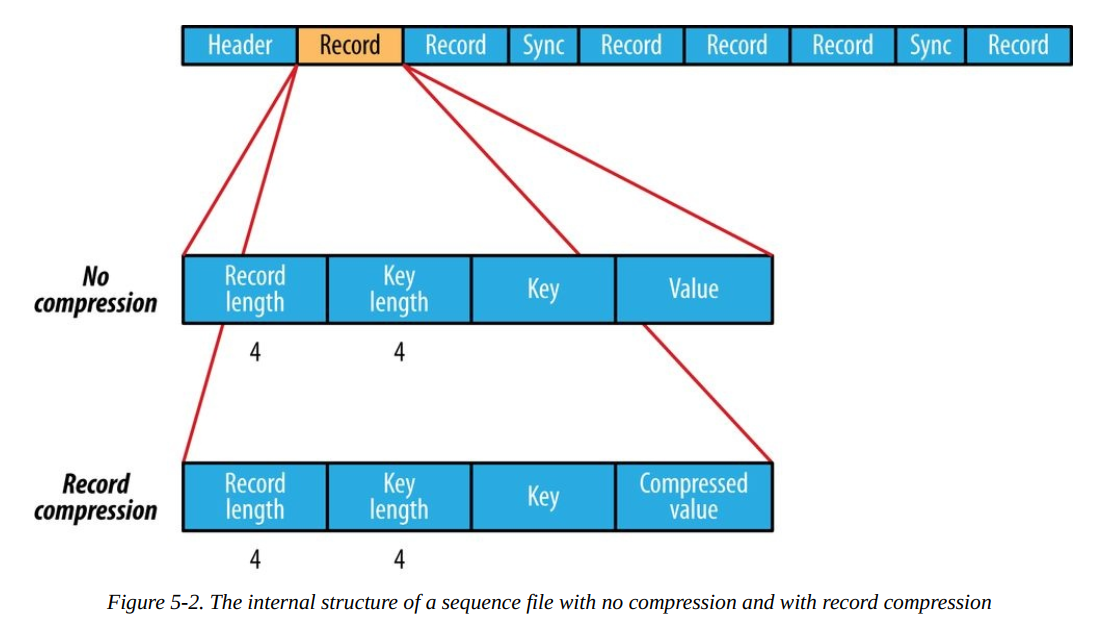 Header Record Record Sync Record Record Record Sync Record
No
compression
Record
length
Key
length
Key
Value
4 4
Record
compression
Record
length
Key
length
Key
Compressed
value
4 4
Figure 5-2. The internal structure of a sequence file with no compression and with record compression